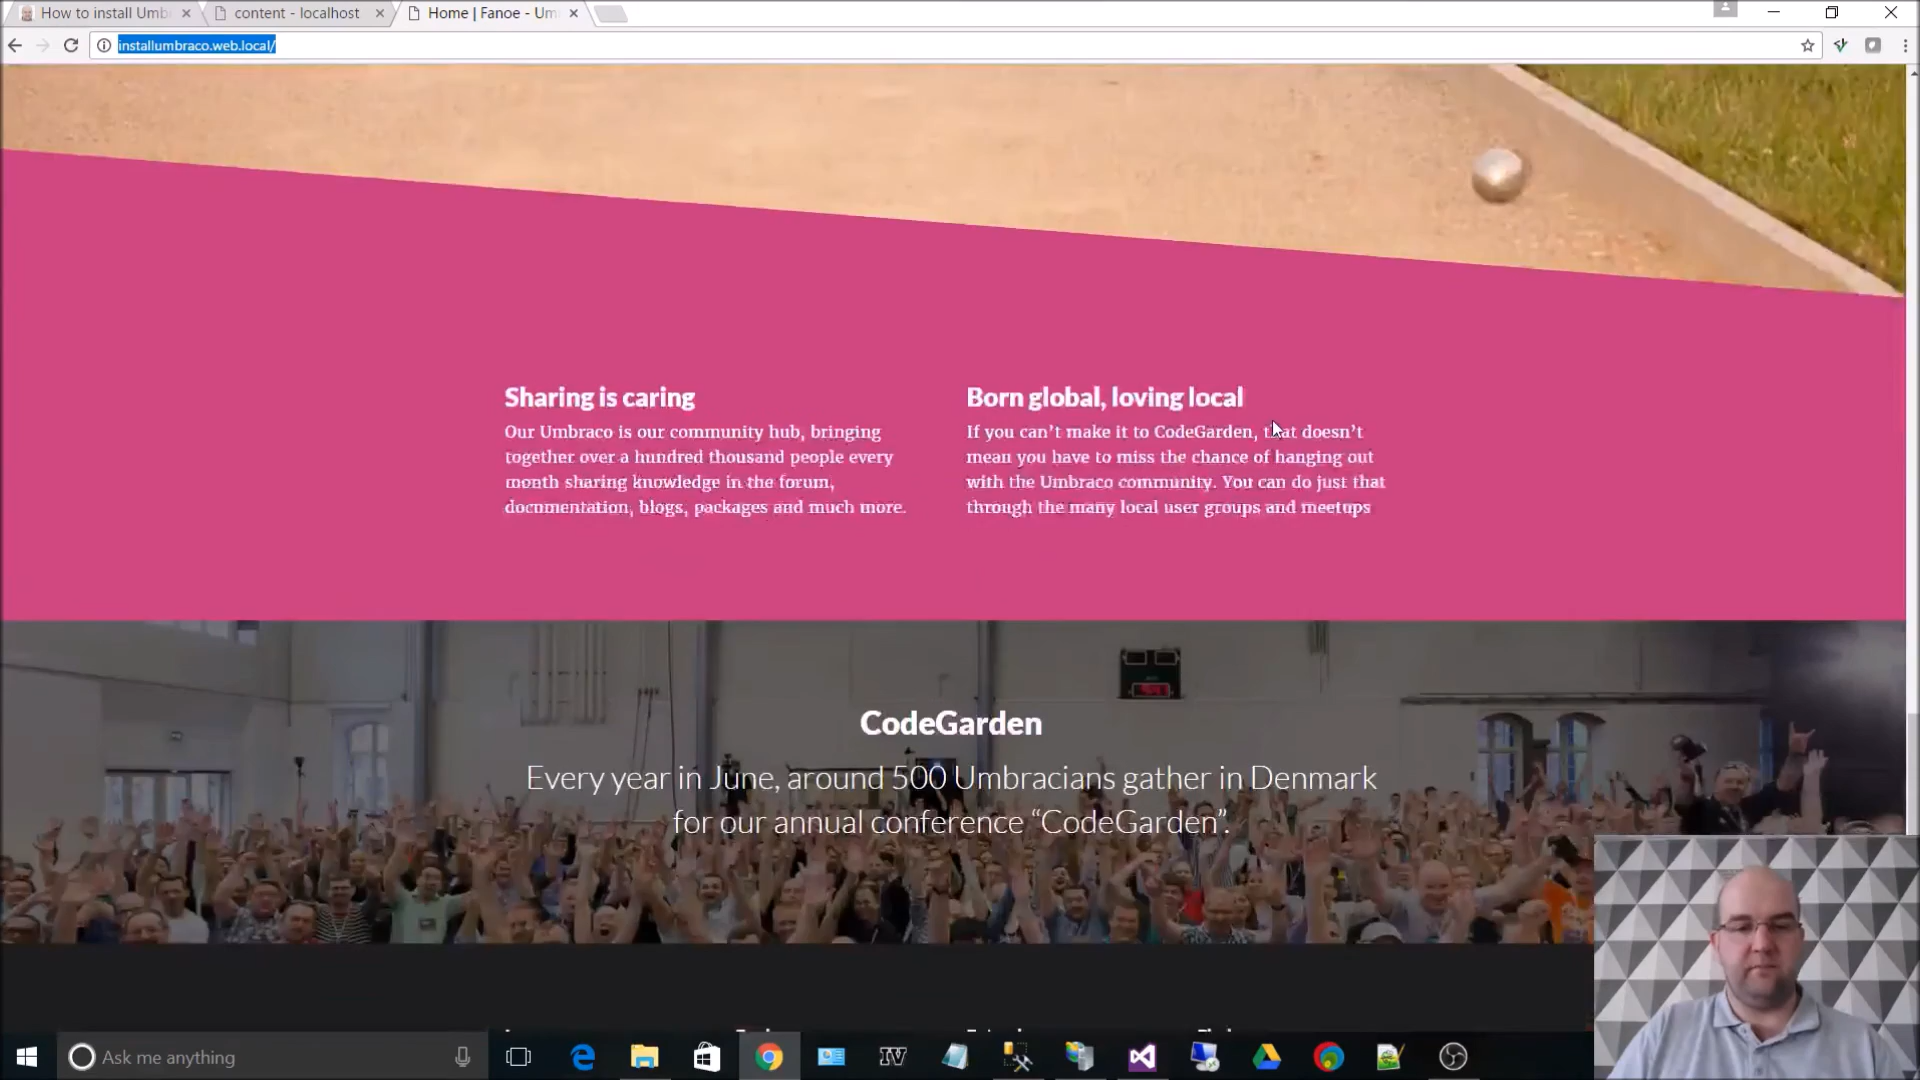 How to install Umb
content - localhost
Home | Fanoe - Um
installumbraco.web.local/
Sharing is caring
Our Umbraco is our community hub, bringing
together over a hundred thousand people every
month sharing knowledge in the forum,
documentation, blogs, packages and much more.
Born global, loving local
If you can’t make it to CodeGarden, that doesn’t
mean you have to miss the chance of hanging out
with the Umbraco community. You can do just that
through the many local user groups and meetups
CodeGarden
Every year in June, around 500 Umbracians gather in Denmark
for our annual conference “CodeGarden”.
Ask me anything